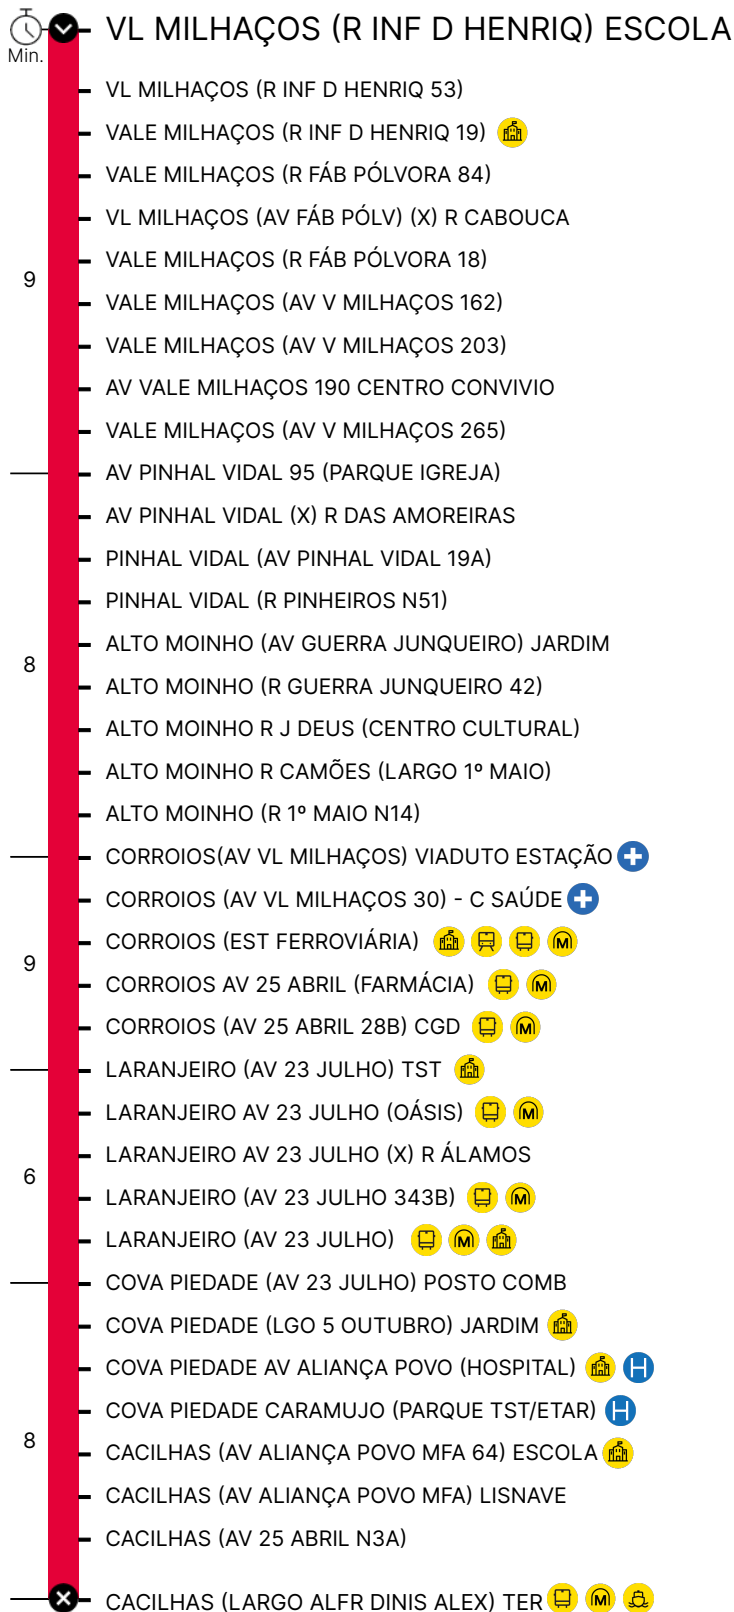 VL MILHAÇOS (R INF D HENRIQ) ESCOLA
Min.
VL MILHAÇOS (R INF D HENRIQ 53)
VALE MILHAÇOS (R INF D HENRIQ 19)
VALE MILHAÇOS (R FÁB PÓLVORA 84)
VL MILHAÇOS (AV FÁB PÓLV) (X) R CABOUCA
VALE MILHAÇOS (R FÁB PÓLVORA 18)
9
VALE MILHAÇOS (AV V MILHAÇOS 162)
VALE MILHAÇOS (AV V MILHAÇOS 203)
AV VALE MILHAÇOS 190 CENTRO CONVIVIO
VALE MILHAÇOS (AV V MILHAÇOS 265)
AV PINHAL VIDAL 95 (PARQUE IGREJA)
AV PINHAL VIDAL (X) R DAS AMOREIRAS
PINHAL VIDAL (AV PINHAL VIDAL 19A)
PINHAL VIDAL (R PINHEIROS N51)
ALTO MOINHO (AV GUERRA JUNQUEIRO) JARDIM
8
ALTO MOINHO (R GUERRA JUNQUEIRO 42)
ALTO MOINHO R J DEUS (CENTRO CULTURAL)
ALTO MOINHO R CAMÕES (LARGO 1º MAIO)
ALTO MOINHO (R 1º MAIO N14)
CORROIOS(AV VL MILHAÇOS) VIADUTO ESTAÇÃO
CORROIOS (AV VL MILHAÇOS 30) - C SAÚDE
CORROIOS (EST FERROVIÁRIA) M
9
CORROIOS AV 25 ABRIL (FARMÁCIA) M
CORROIOS (AV 25 ABRIL 28B) CGD M
LARANJEIRO (AV 23 JULHO) TST
LARANJEIRO AV 23 JULHO (OÁSIS) M
LARANJEIRO AV 23 JULHO (X) R ÁLAMOS
6
LARANJEIRO (AV 23 JULHO 343B) M
LARANJEIRO (AV 23 JULHO) M
COVA PIEDADE (AV 23 JULHO) POSTO COMB
COVA PIEDADE (LGO 5 OUTUBRO) JARDIM
COVA PIEDADE AV ALIANÇA POVO (HOSPITAL) H
COVA PIEDADE CARAMUJO (PARQUE TST/ETAR) H
8
CACILHAS (AV ALIANÇA POVO MFA 64) ESCOLA
CACILHAS (AV ALIANÇA POVO MFA) LISNAVE
CACILHAS (AV 25 ABRIL N3A)
CACILHAS (LARGO ALFR DINIS ALEX) TER M